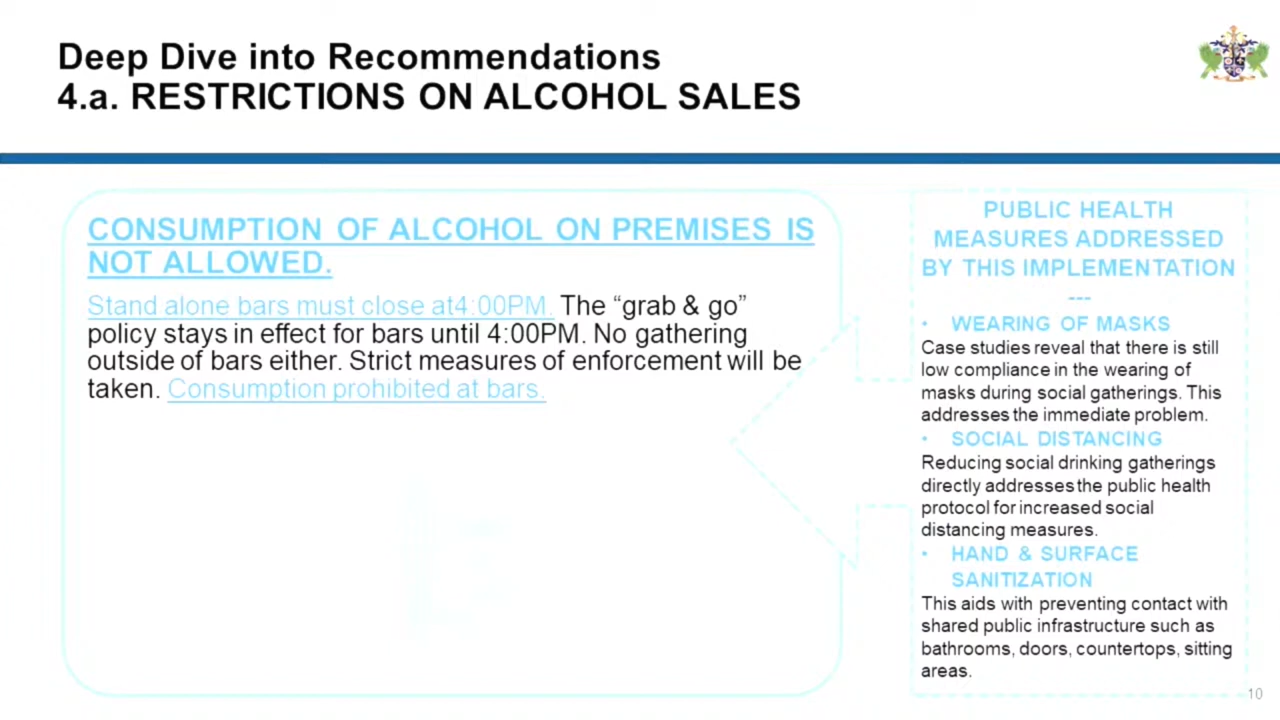 Deep Dive into Recommendations
4.a. RESTRICTIONS ON ALCOHOL SALES
CONSUMPTION OF ALCOHOL ON PREMISES IS
NOT ALLOWED.
Stand alone bars must close at4:00PM. The “grab & go”
policy stays in effect for bars until 4:00PM. No gathering
outside of bars either. Strict measures of enforcement will be
taken. Consumption prohibited at bars.
PUBLIC HEALTH
MEASURES ADDRESSED
BY THIS IMPLEMENTATION
---
• WEARING OF MASKS
Case studies reveal that there is still
low compliance in the wearing of
masks during social gatherings. This
addresses the immediate problem.
• SOCIAL DISTANCING
Reducing social drinking gatherings
directly addresses the public health
protocol for increased social
distancing measures.
• HAND & SURFACE
SANITIZATION
This aids with preventing contact with
shared public infrastructure such as
bathrooms, doors, countertops, sitting
areas.
10